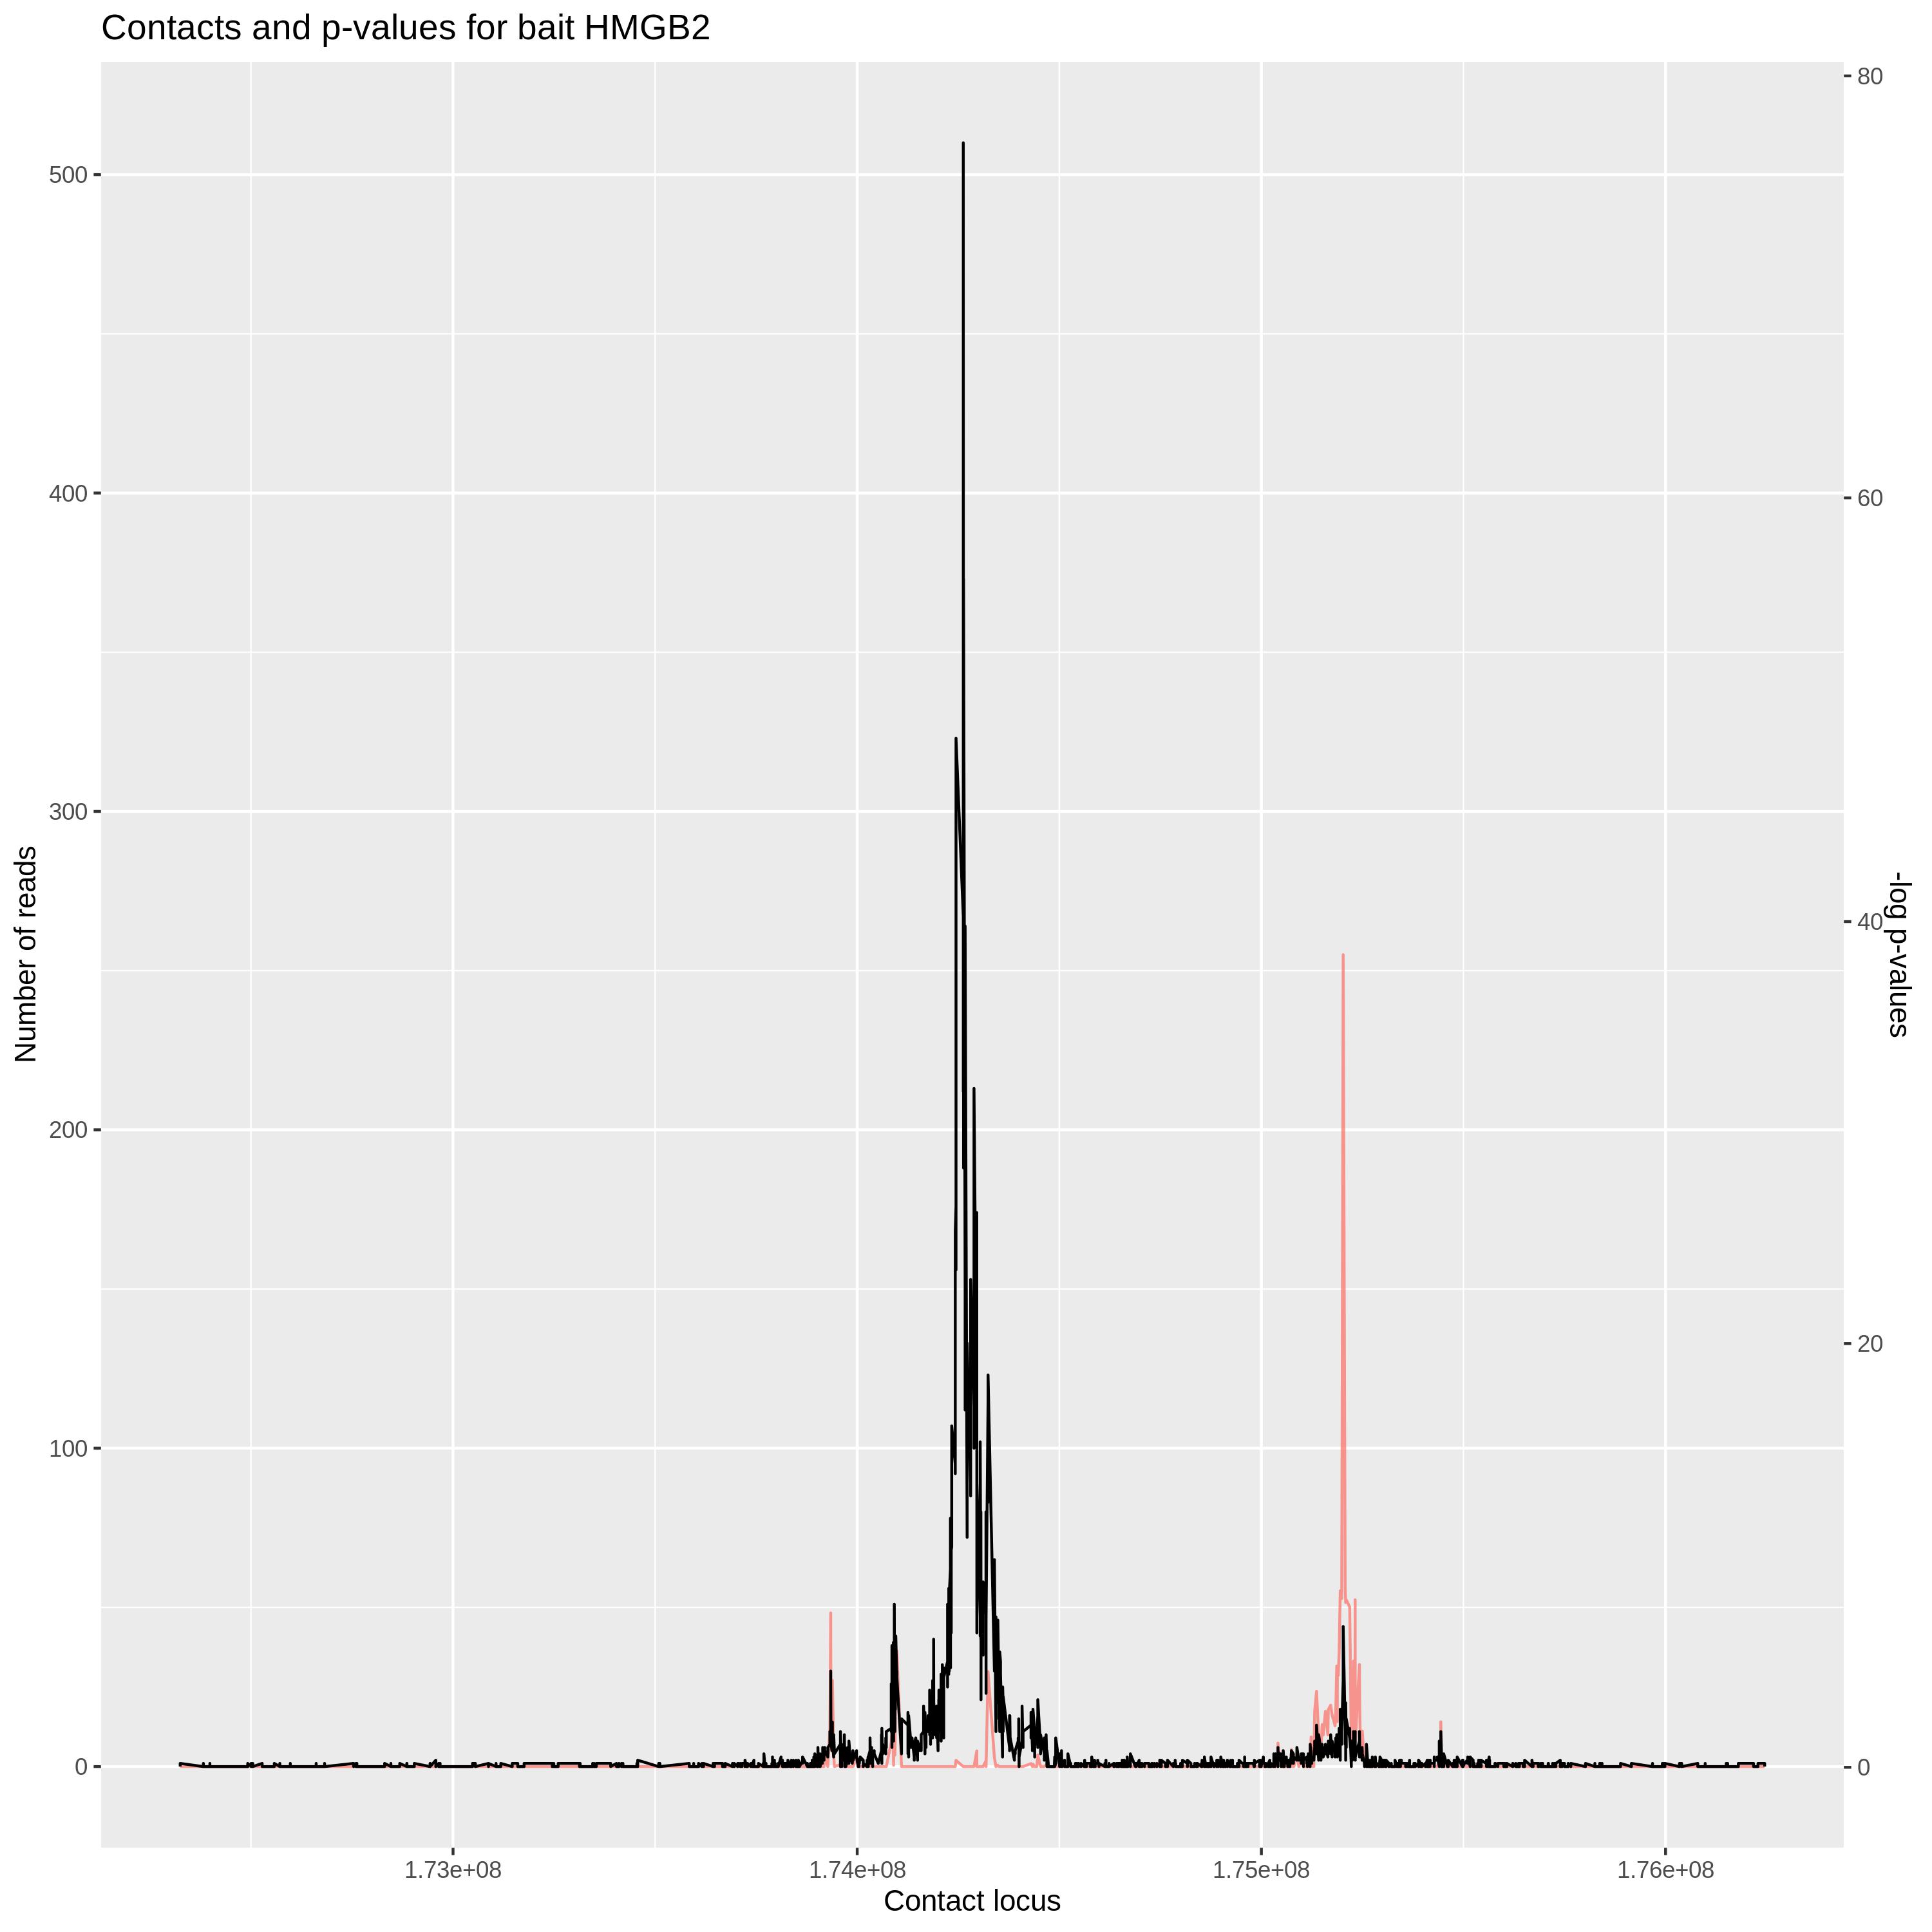 Contacts and p-values for bait HMGB2
Number of reads
500
400
300
200
100
0
80
60
40
20
0
-log p-values
1.73e+08
1.74e+08
1.75e+08
1.76e+08
Contact locus